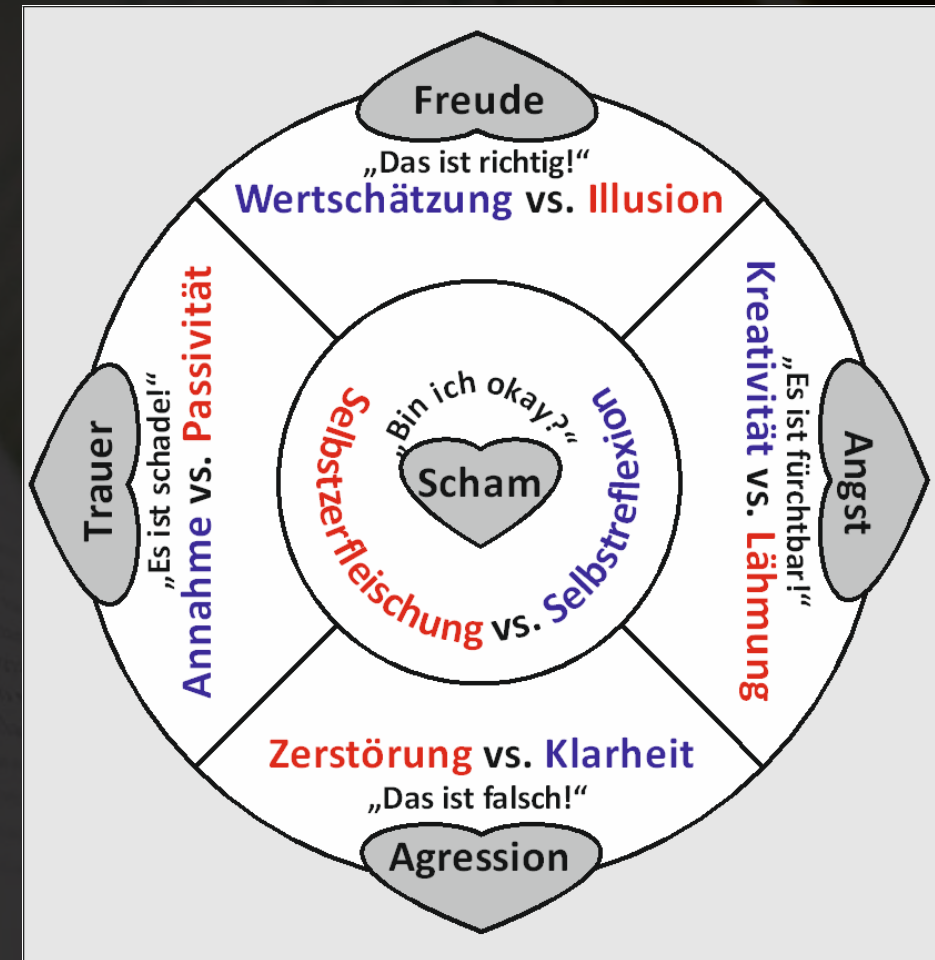 Freude
„Das ist richtig!“
Wertschätzung vs. Illusion
Trauer
„Es ist schade!“
Annahme vs. Passivität
„Bin ich okay?“
Scham
Selbstzerfleischung vs. Selbstreflexion
Kreativität vs. Lähmung
„Es ist fürchtbar!“
Angst
Zerstörung vs. Klarheit
„Das ist falsch!“
Agression